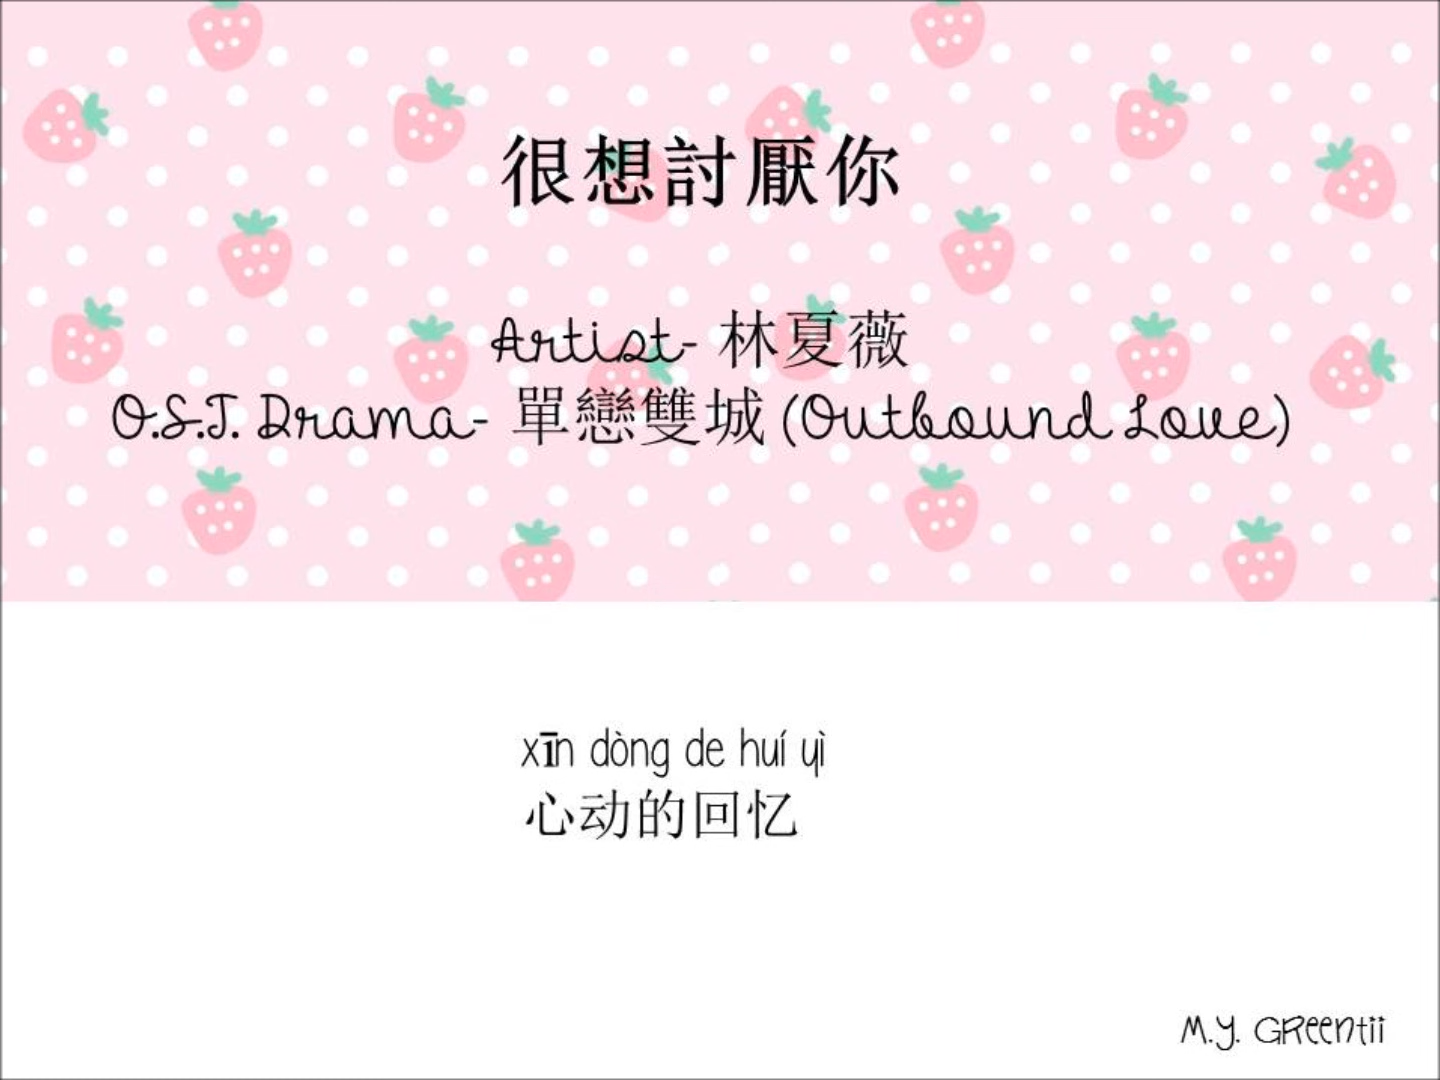 很想討厭你
Artist- 林夏薇
O.S.T. Drama- 單戀雙城 (Outbound Love)
xīn dòng de huí yì
心动的回忆
M.Y. GReentii